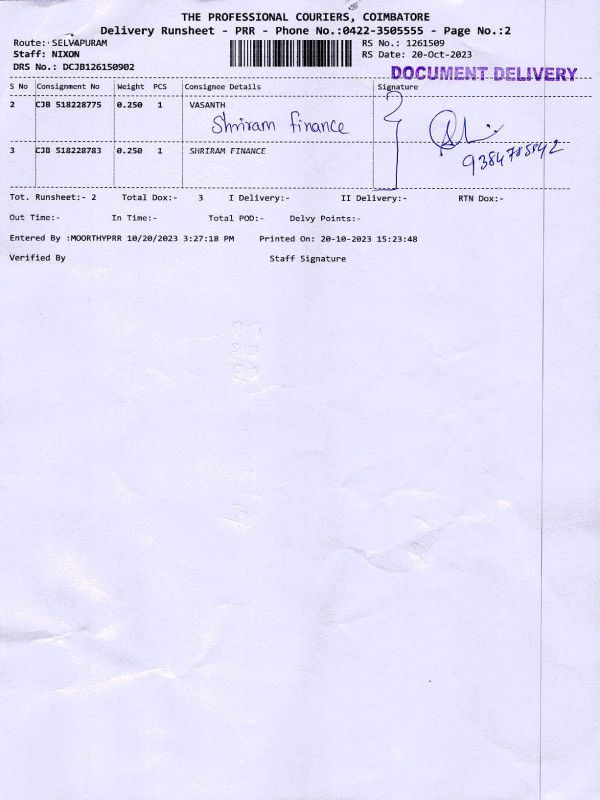 THE PROFESSIONAL COURIERS, COIMBATORE
Delivery Runsheet - PRR - Phone No.:0422-3505555 - Page No.:2
Route: SELVAPURAM RS No.: 1261509
Staff: NIXON RS Date: 20-Oct-2023
DRS No.: DCJB126150902
DOCUMENT DELIVERY
S No Consignment No Weight PCS Consignee Details Signature
2 CJB 518228775 0.250 1 VASANTH
Shriram finance
3 CJB 518228783 0.250 1 SHRIRAM FINANCE
Tot. Runsheet:- 2 Total Dox:- 3 I Delivery:- II Delivery:- RTN Dox:-
Out Time:- In Time:- Total POD:- Delvy Points:-
Entered By :MOORTHYPRR 10/20/2023 3:27:18 PM Printed On: 20-10-2023 15:23:48
Verified By Staff Signature